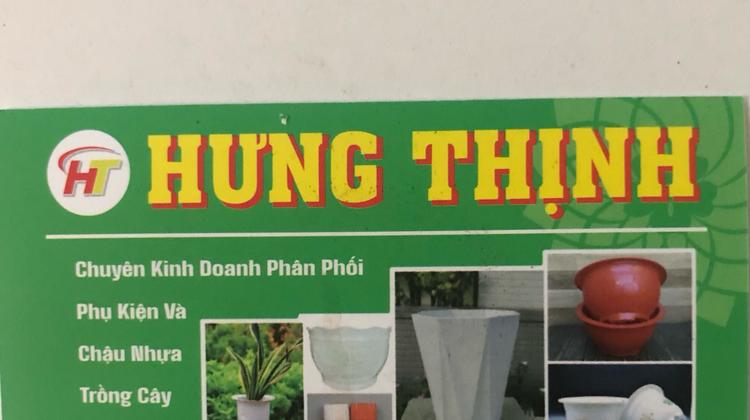 HT HƯNG THỊNH
Chuyên Kinh Doanh Phân Phối
Phụ Kiện Và
Chậu Nhựa
Trồng Cây